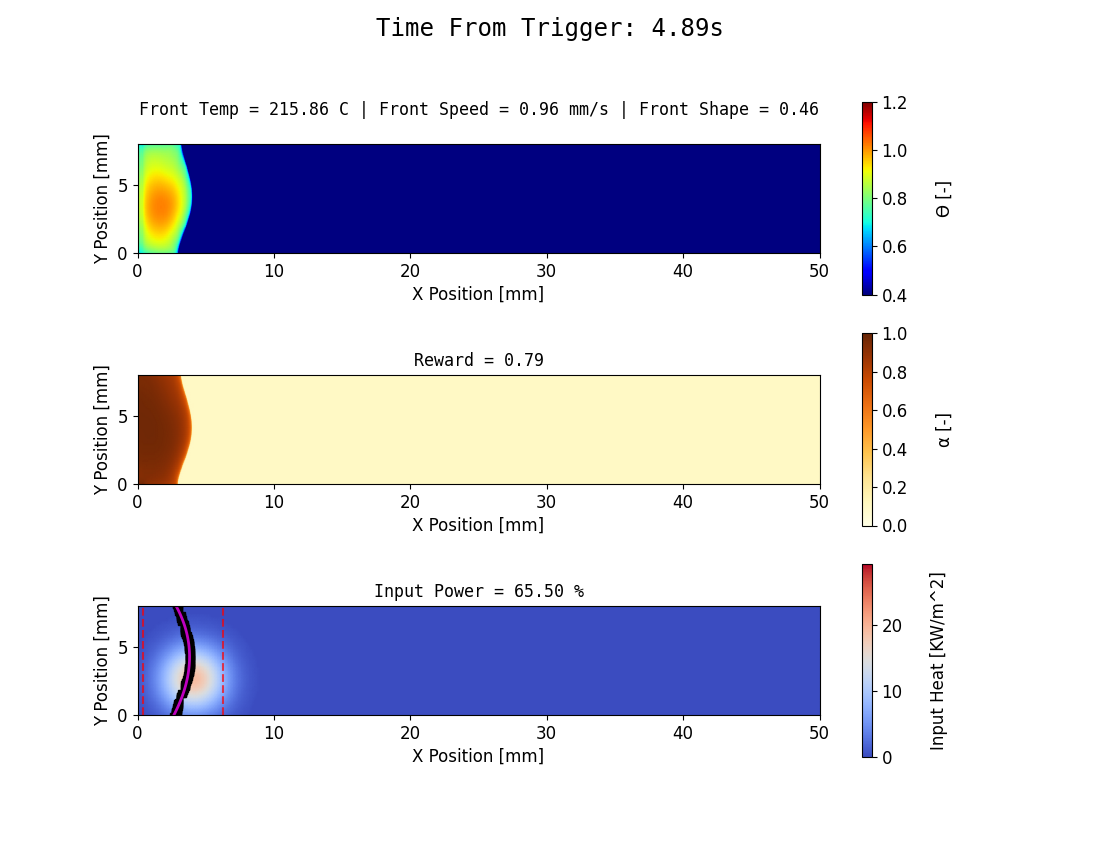 Time From Trigger: 4.89s
Front Temp = 215.86 C | Front Speed = 0.96 mm/s | Front Shape = 0.46
Y Position [mm]
5
0
0 10 20 30 40 50
X Position [mm]
1.2
1.0
0.8
0.6
0.4
Θ [-]
Reward = 0.79
Y Position [mm]
5
0
0 10 20 30 40 50
X Position [mm]
1.0
0.8
0.6
0.4
0.2
0.0
α [-]
Input Power = 65.50 %
Y Position [mm]
5
0
0 10 20 30 40 50
X Position [mm]
20
10
0
Input Heat [KW/m^2]